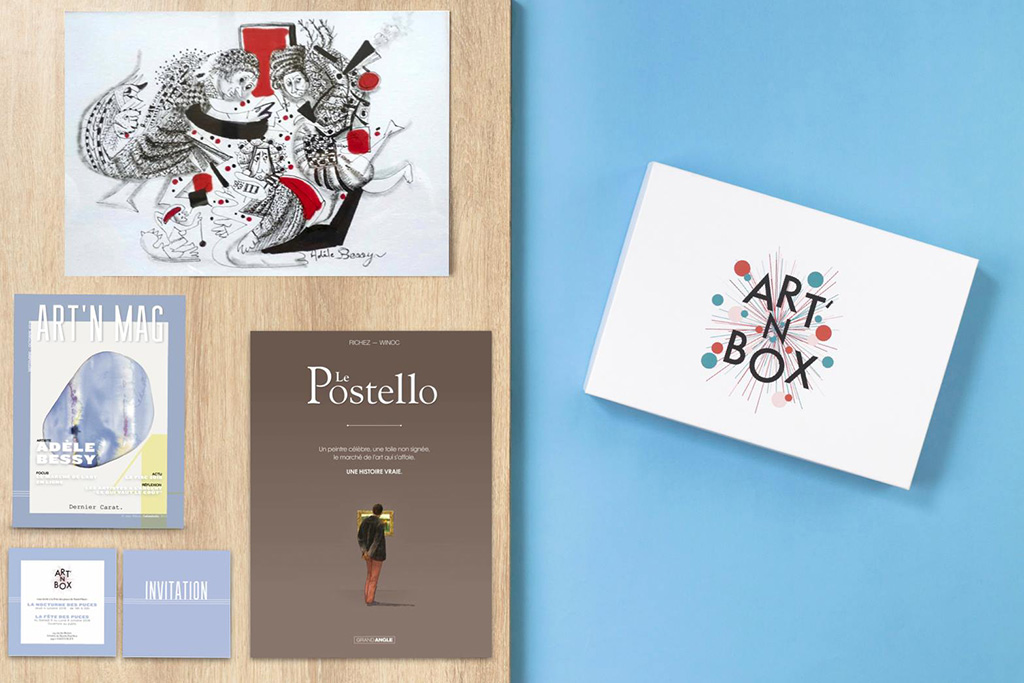 Adèle Bessy
ART'N MAG
ARTISTE
ADÈLE
BESSY
FOCUS
ACTU
RÉFLEXION
Dernier Carat.
RICHEZ — WINOC
Le
Postello
Un peintre célèbre, une toile non signée,
le marché de l'art qui s'affole.
UNE HISTOIRE VRAIE.
GRAND ANGLE
ART'
N
BOX
LA NOCTURNE DES PUCES
LA FÊTE DES PUCES
INVITATION
ART'
N
BOX